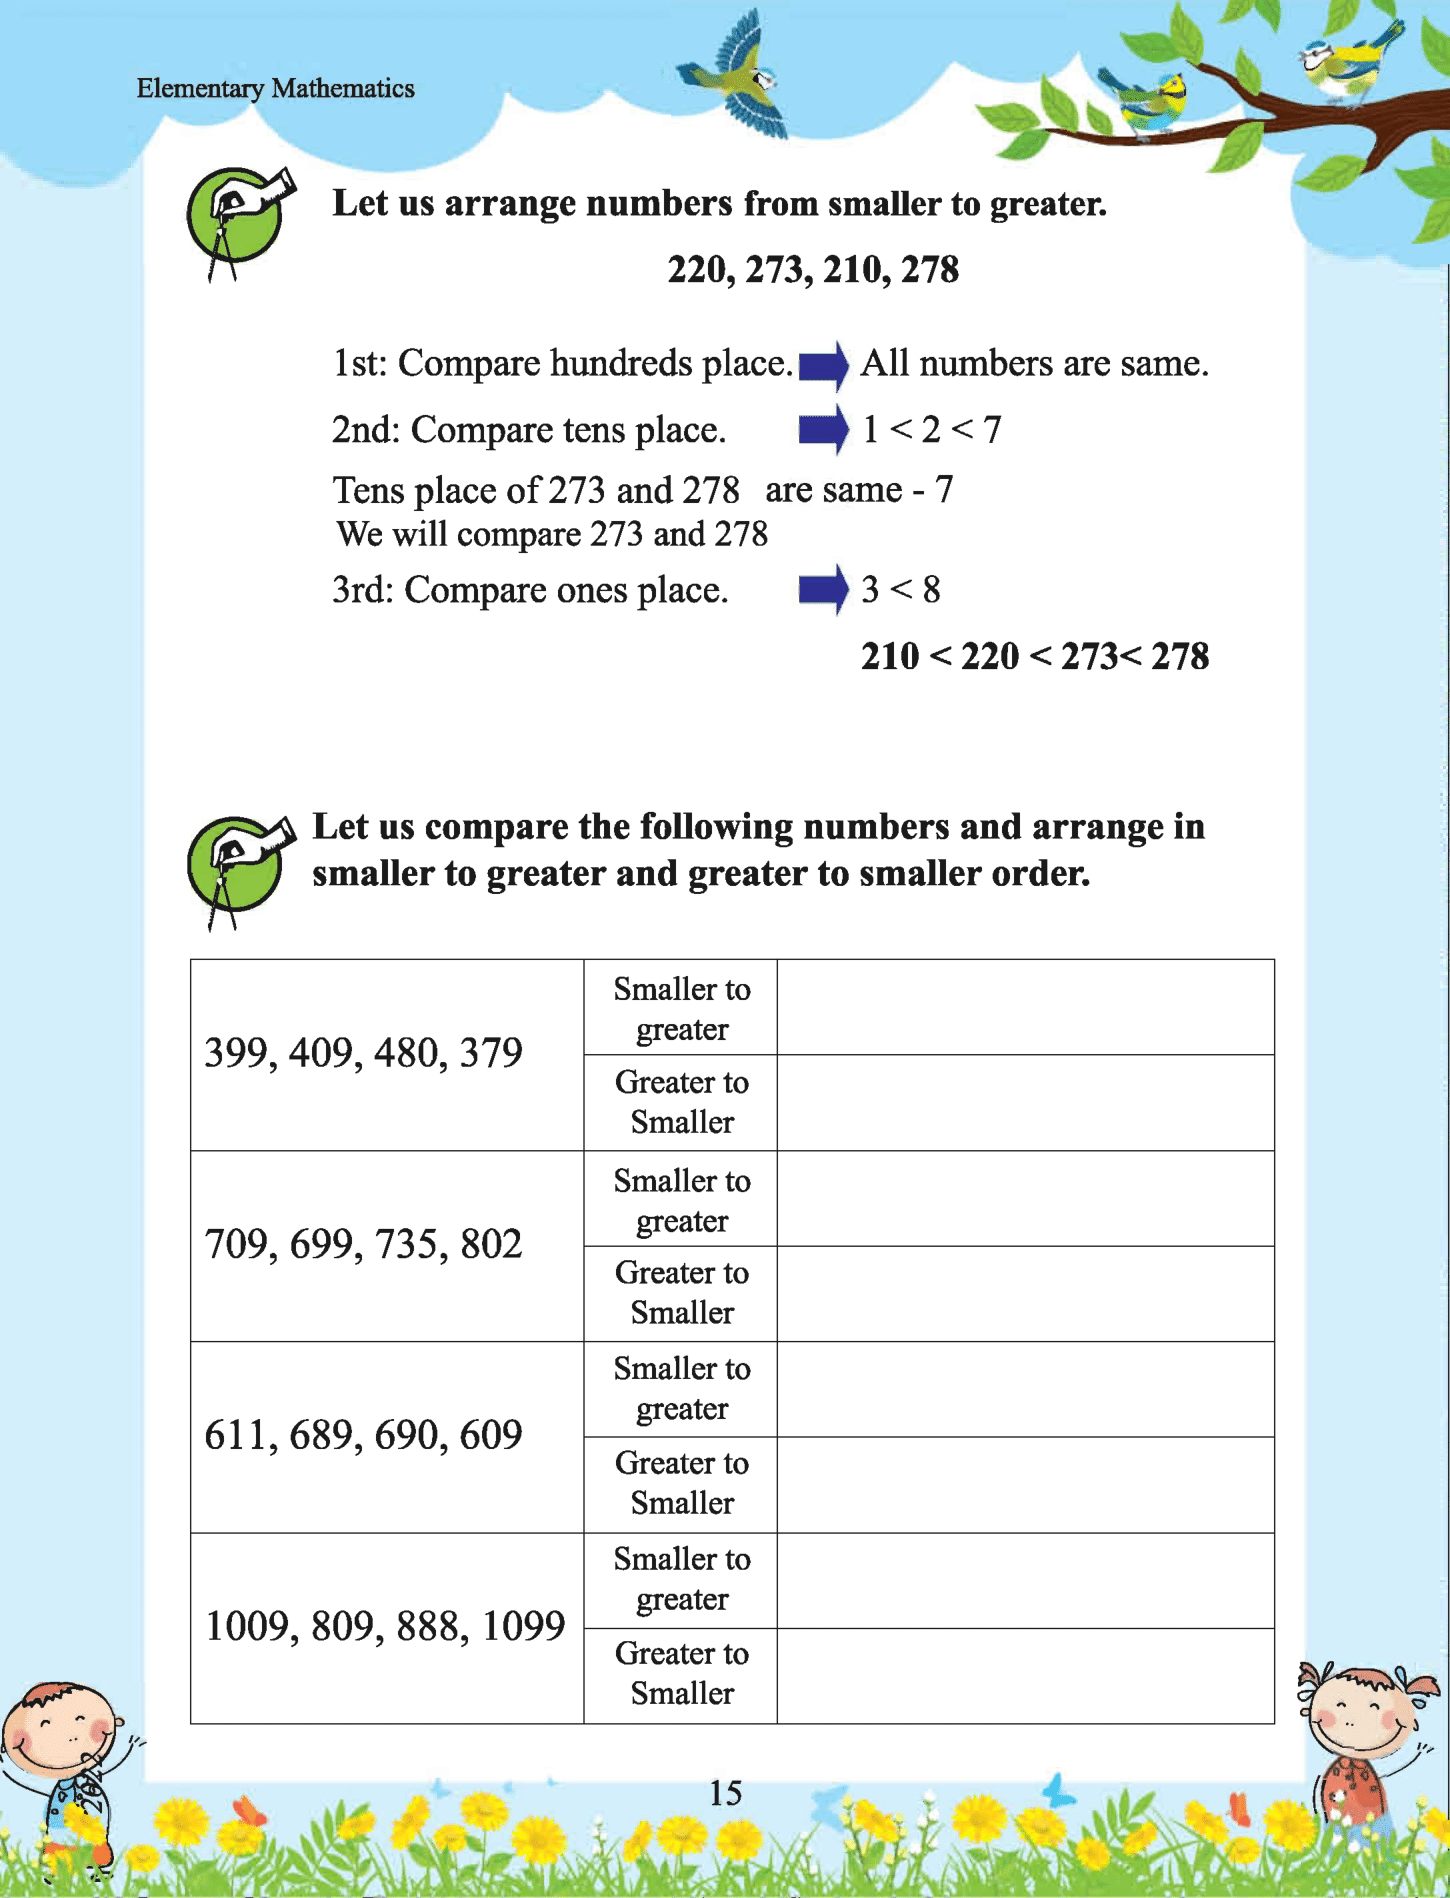 Elementary Mathematics
Let us arrange numbers from smaller to greater.
220, 273, 210, 278
1st: Compare hundreds place. All numbers are same.
2nd: Compare tens place. 1 < 2 < 7
Tens place of 273 and 278 are same - 7
We will compare 273 and 278
3rd: Compare ones place. 3 < 8
210 < 220 < 273< 278
Let us compare the following numbers and arrange in
smaller to greater and greater to smaller order.
399, 409, 480, 379
Smaller to
greater
Greater to
Smaller
709, 699, 735, 802
Smaller to
greater
Greater to
Smaller
611, 689, 690, 609
Smaller to
greater
Greater to
Smaller
1009, 809, 888, 1099
Smaller to
greater
Greater to
Smaller
15